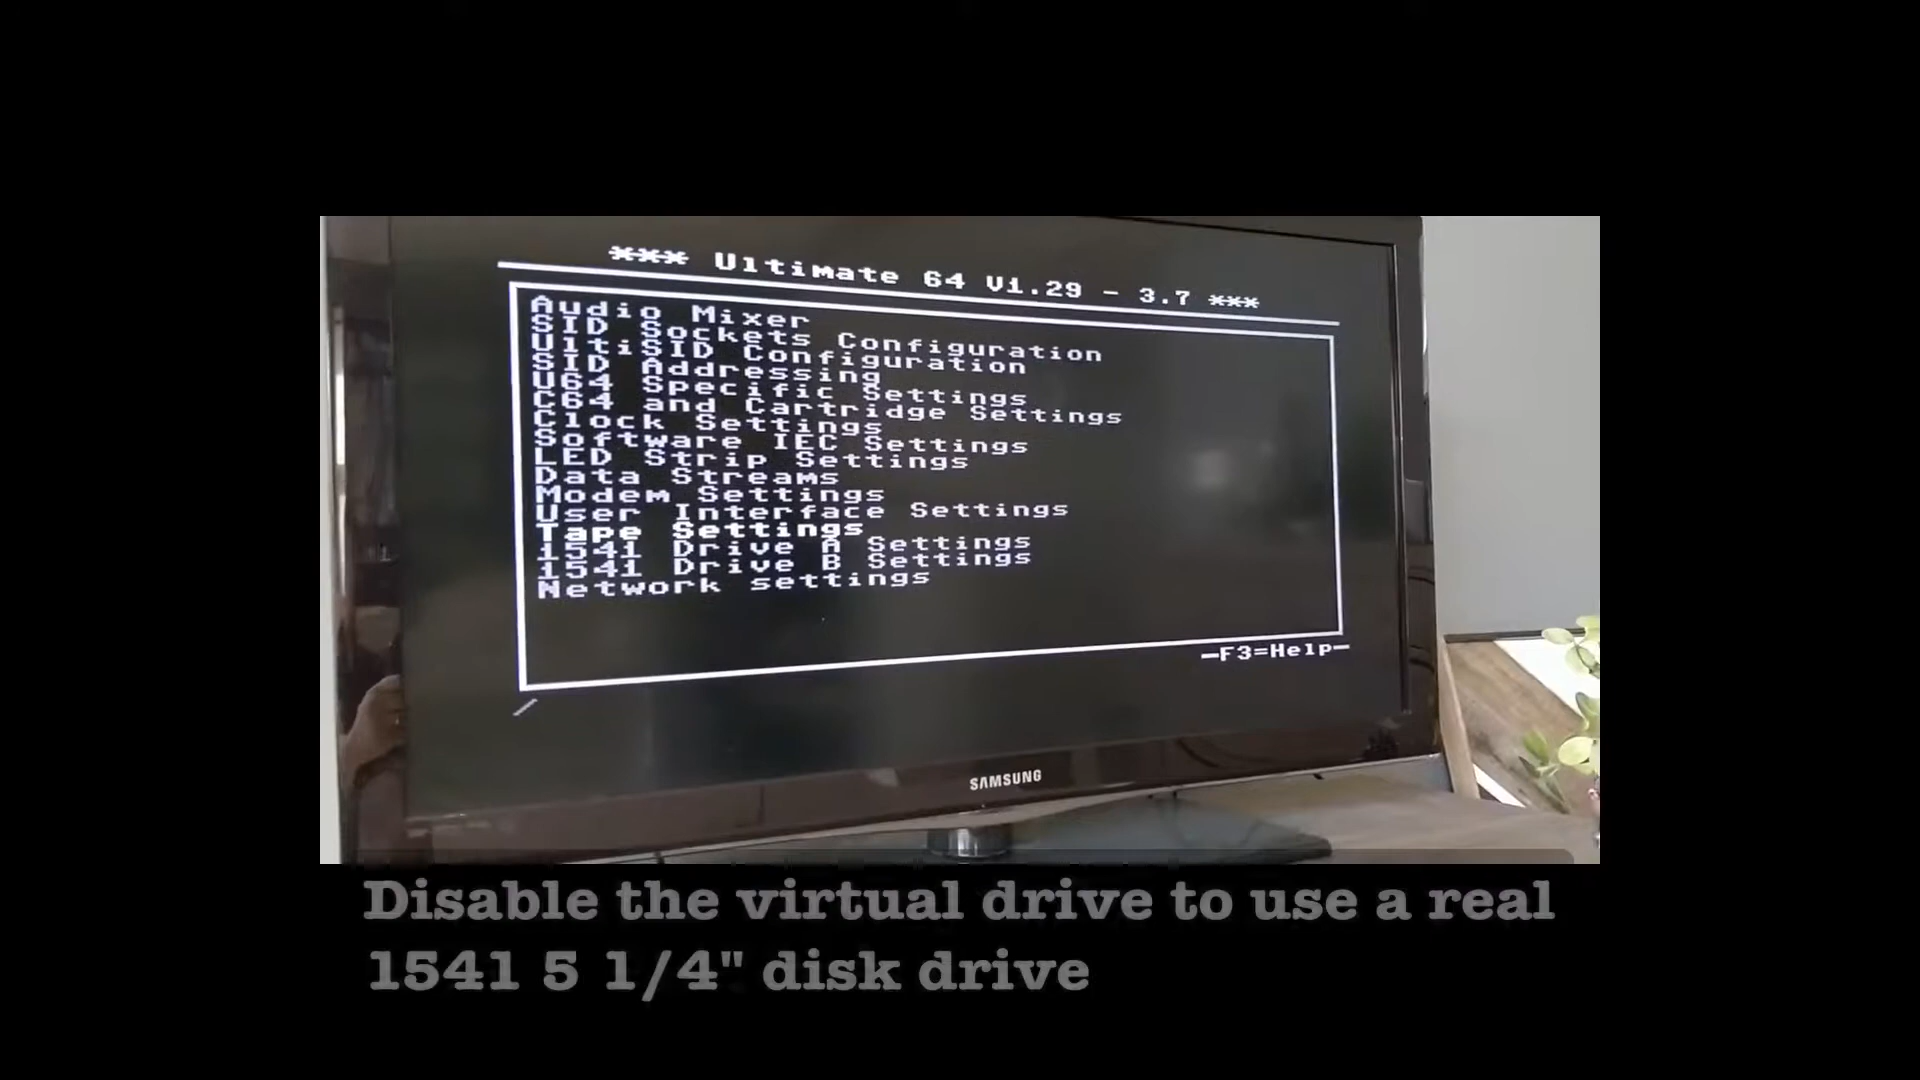 *** Ultimate 64 V1.29 - 3.7 ***
Audio Mixer
SID Sockets Configuration
UltiSID Configuration
SID Addressing
U64 Specific Settings
C64 and Cartridge Settings
Clock Settings
Software IEC Settings
LED Strip Settings
Data Streams
Modem Settings
User Interface Settings
Tape Settings
1541 Drive A Settings
1541 Drive B Settings
Network settings
F3=Help
SAMSUNG
Disable the virtual drive to use a real
1541 5 1/4" disk drive